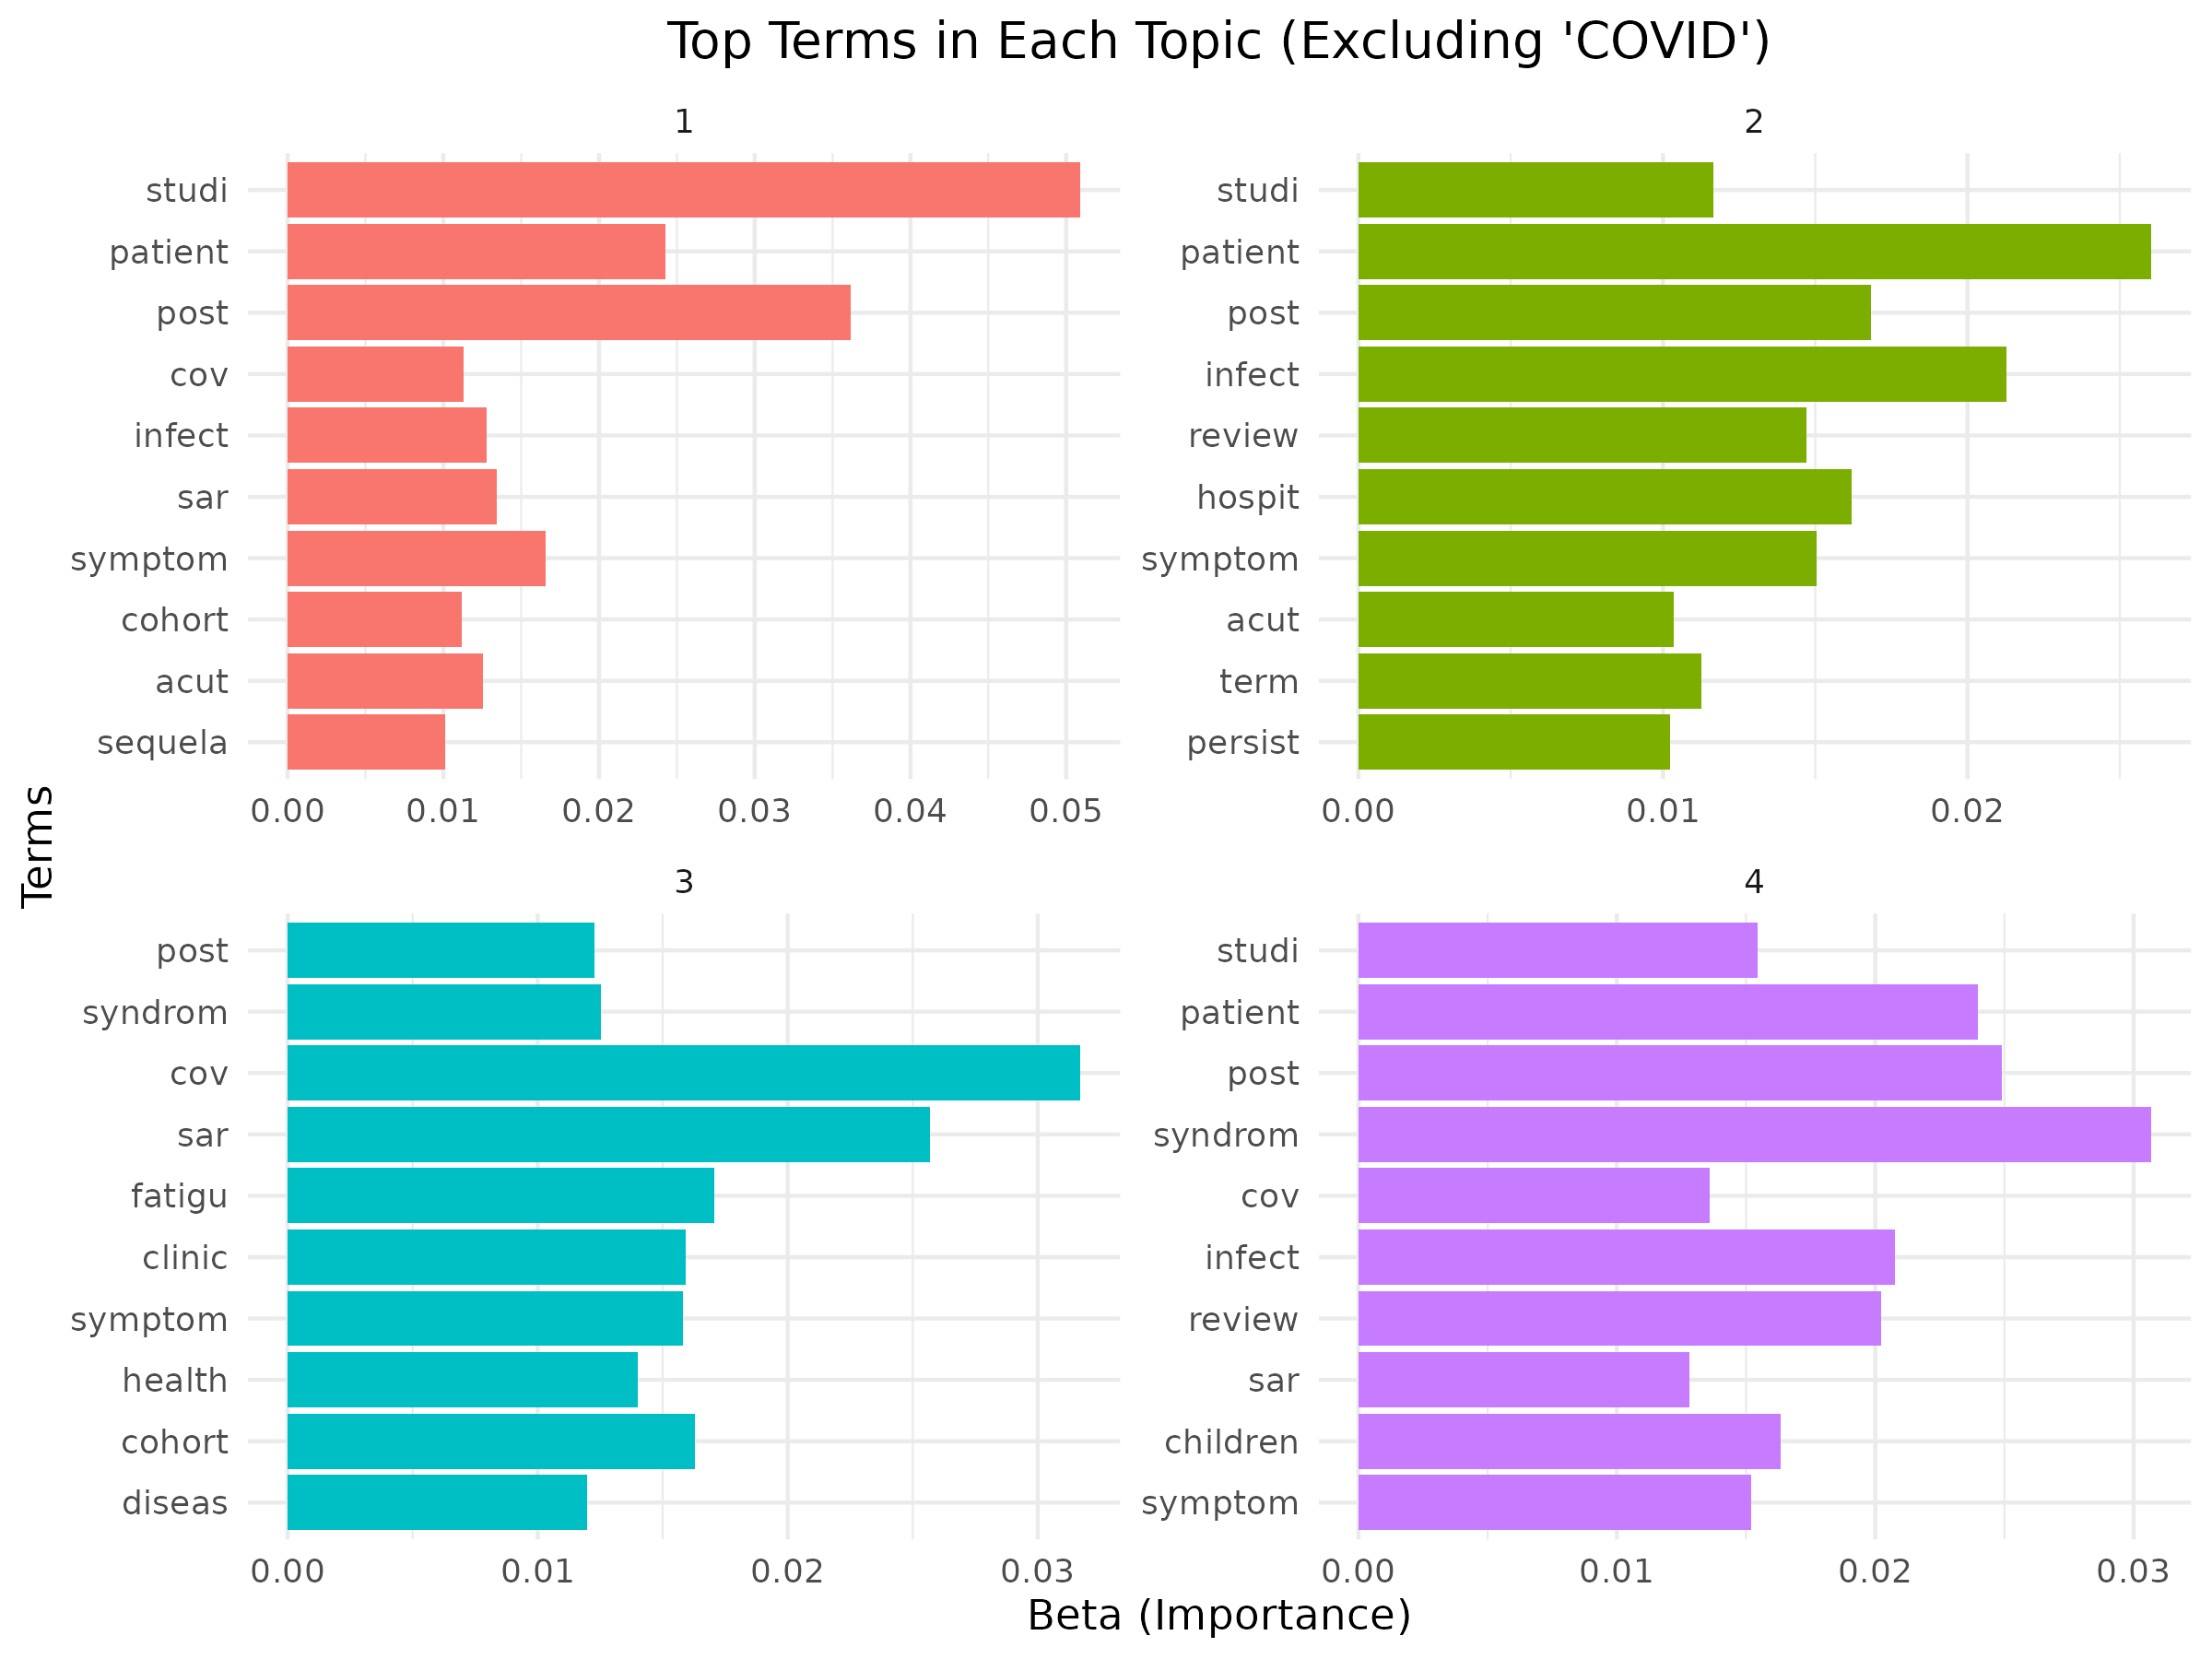 Top Terms in Each Topic (Excluding 'COVID')
1
studi
patient
post
cov
infect
sar
symptom
cohort
acut
sequela
0.00 0.01 0.02 0.03 0.04 0.05
2
studi
patient
post
infect
review
hospit
symptom
acut
term
persist
0.00 0.01 0.02
Terms
3
post
syndrom
cov
sar
fatigu
clinic
symptom
health
cohort
diseas
0.00 0.01 0.02 0.03
4
studi
patient
post
syndrom
cov
infect
review
sar
children
symptom
0.00 0.01 0.02 0.03
Beta (Importance)